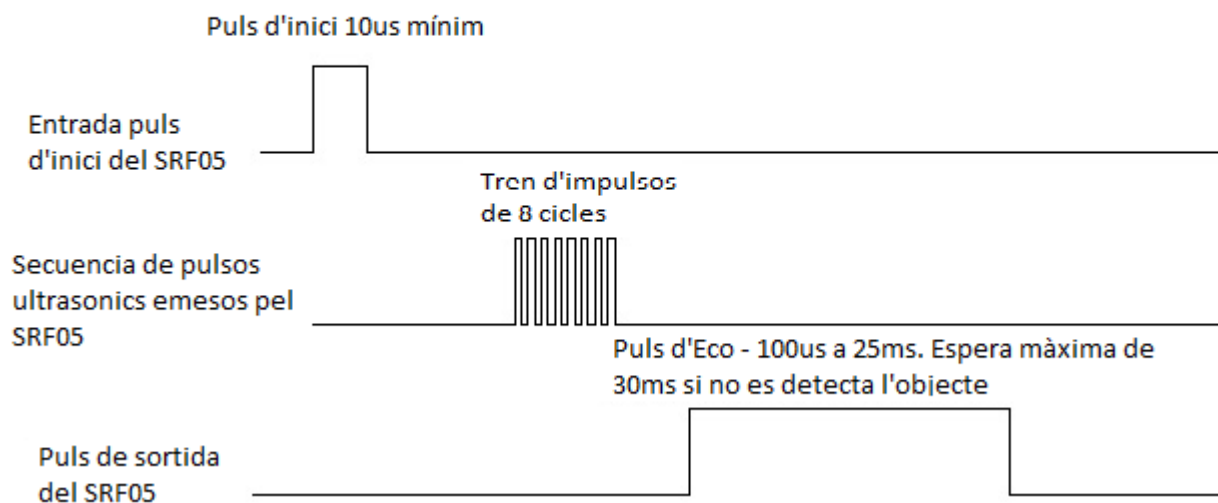 Puls d'inici 10us mínim
Entrada puls
d'inici del SRF05
Tren d'impulsos
de 8 cicles
Secuencia de pulsos
ultrasonics emesos pel
SRF05
Puls d'Eco - 100us a 25ms. Espera màxima de
30ms si no es detecta l'objecte
Puls de sortida
del SRF05